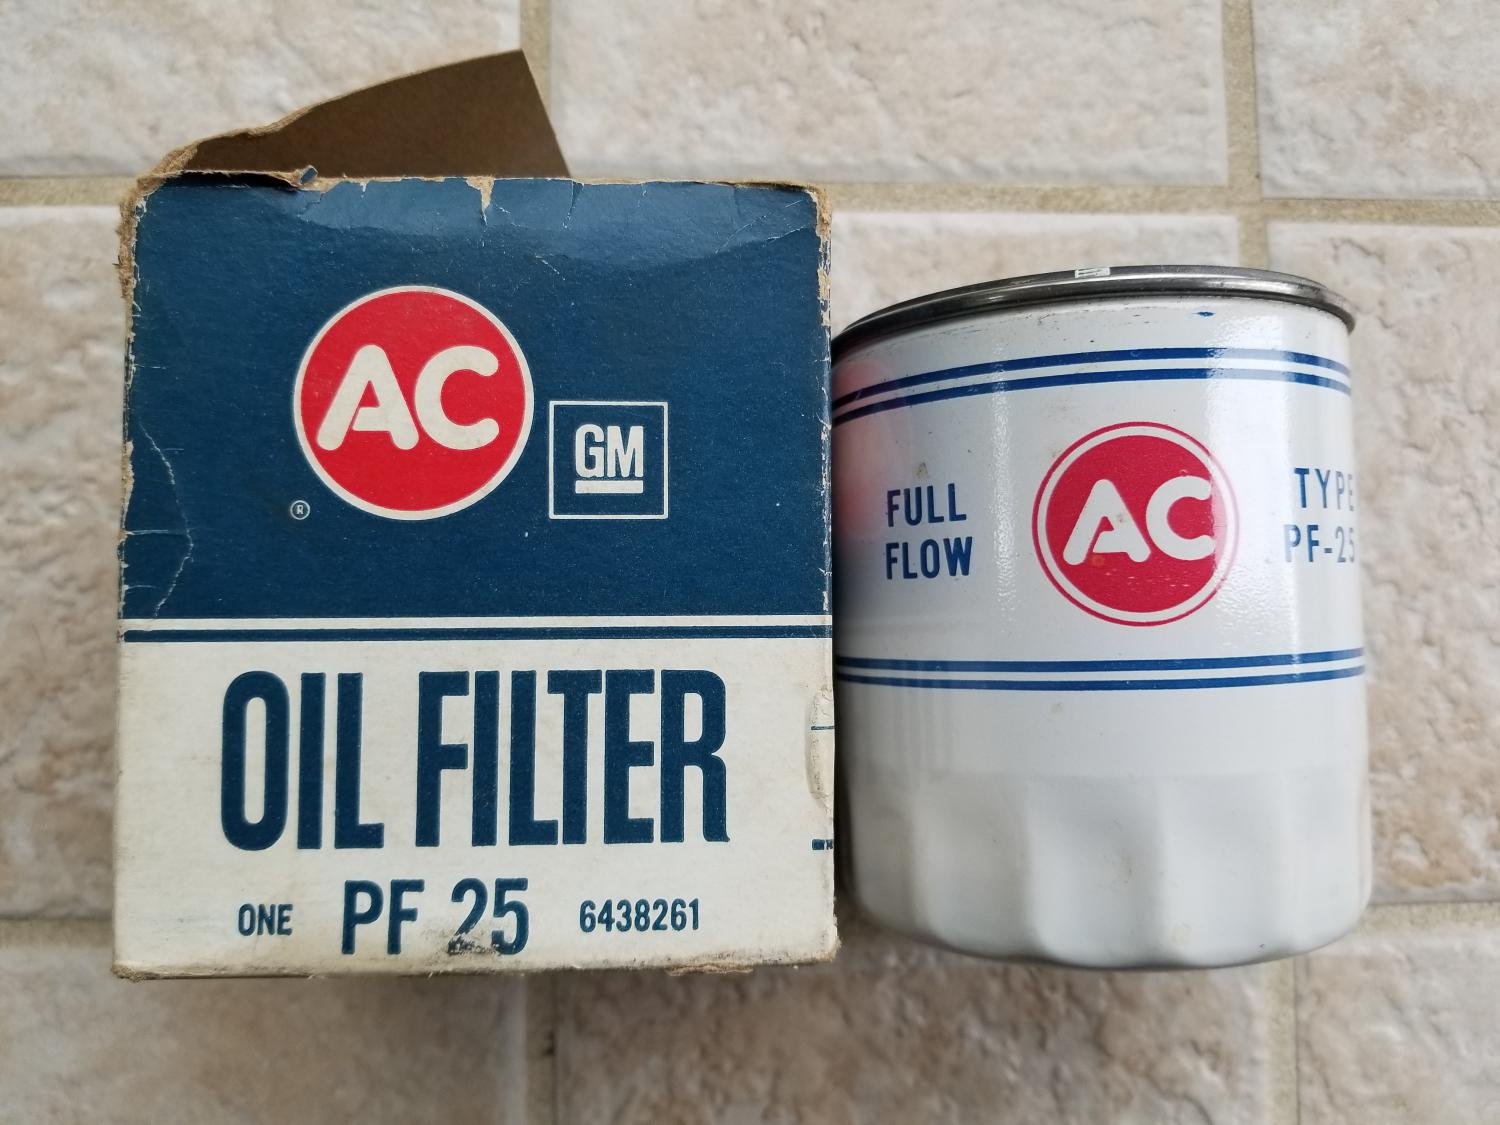 AC
®
GM
OIL FILTER
ONE PF 25 6438261
FULL
FLOW
AC
TYPE
PF-25